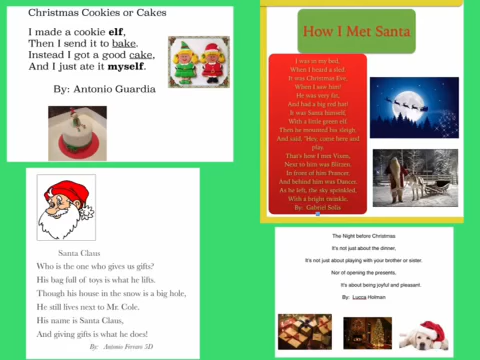 Christmas Cookies or Cakes
I made a cookie elf,
Then I send it to bake.
Instead I got a good cake,
And I just ate it myself.
By: Antonio Guardia
How I Met Santa
I was in my bed,
When I heard a sled.
It was Christmas Eve,
When I saw him!
He was very fat,
And had a big red hat!
It was Santa himself,
With a little green elf.
Then he mounted his sleigh,
And said, "Hey, come here and
play.
That's how I met Vixen,
Next to him was Blitzen,
In front of him Prancer,
And behind him was Dancer.
As he left, the sky sprinkled,
With a bright twinkle.
By: Gabriel Solis
Santa Claus
Who is the one who gives us gifts?
His bag full of toys is what he lifts.
Though his house in the snow is a big hole,
He still lives next to Mr. Cole.
His name is Santa Claus,
And giving gifts is what he does!
By: Antonio Ferraro 3D
The Night before Christmas
It's not just about the dinner,
It's not just about playing with your brother or sister.
Nor of opening the presents,
It's about being joyful and pleasant.
By: Lucca Holman